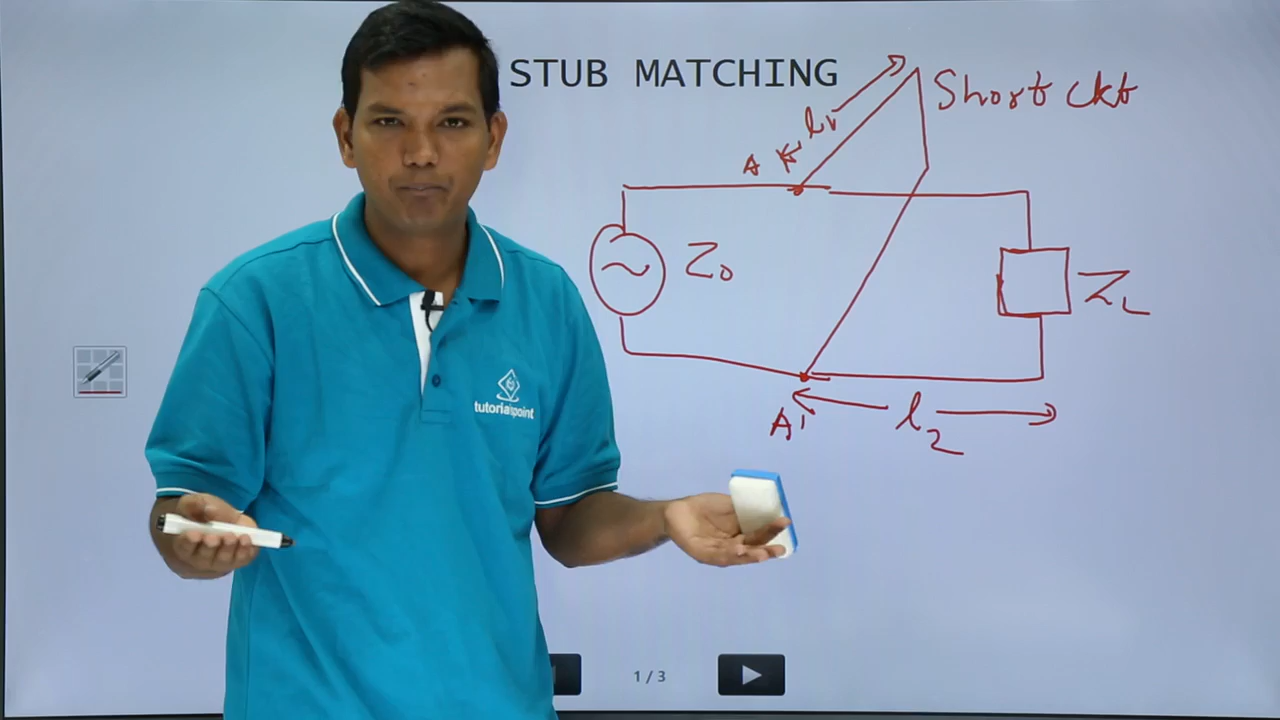 STUB MATCHING
Short ckt
l1
A
Z0
ZL
tutorialspoint
A'
l2
1 / 3